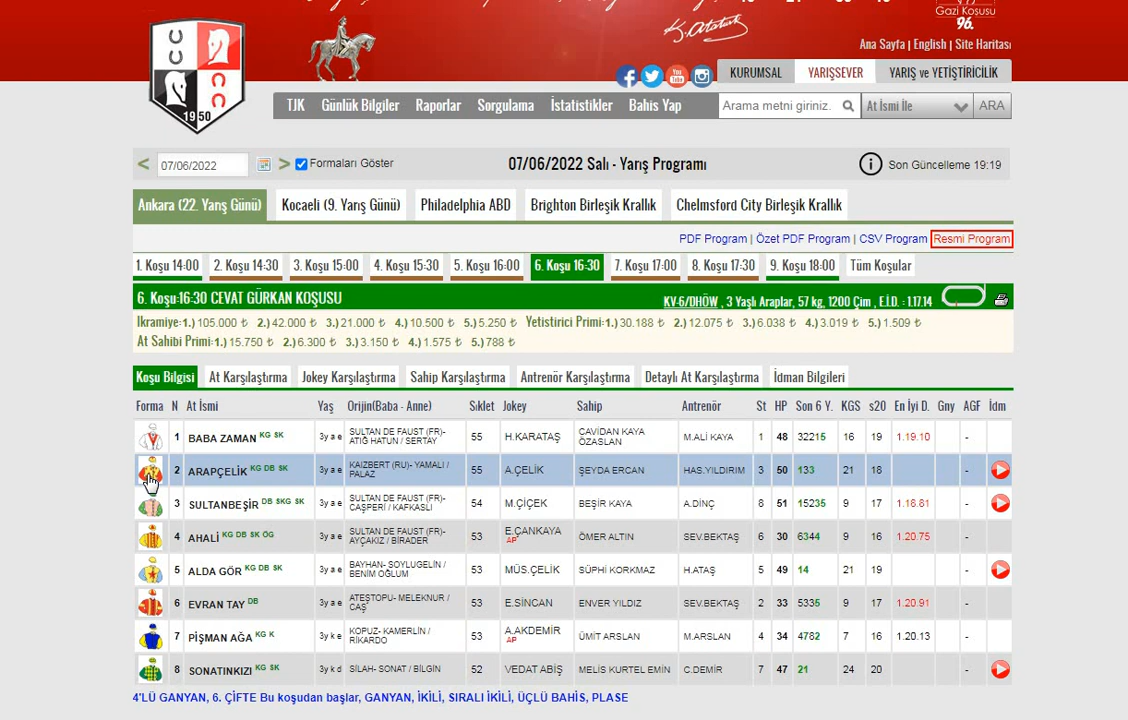 Gazi Koşusu
96.
Ana Sayfa | English | Site Haritası
1950
KURUMSAL YARIŞSEVER YARIŞ ve YETİŞTİRİCİLİK
TJK Günlük Bilgiler Raporlar Sorgulama İstatistikler Bahis Yap Arama metni giriniz. At İsmi İle ARA
< 07/06/2022 > Formaları Göster 07/06/2022 Salı - Yarış Programı Son Güncelleme 19:19
Ankara (22. Yarış Günü) Kocaeli (9. Yarış Günü) Philadelphia ABD Brighton Birleşik Krallık Chelmsford City Birleşik Krallık
PDF Program | Özet PDF Program | CSV Program Resmi Program
1. Koşu 14:00 2. Koşu 14:30 3. Koşu 15:00 4. Koşu 15:30 5. Koşu 16:00 6. Koşu 16:30 7. Koşu 17:00 8. Koşu 17:30 9. Koşu 18:00 Tüm Koşular
6. Koşu:16:30 CEVAT GÜRKAN KOŞUSU KV-6/DHÖW , 3 Yaşlı Araplar, 57 kg, 1200 Çim , E.İ.D. : 1.17.14
Ikramiye:1.) 105.000 ₺ 2.) 42.000 ₺ 3.) 21.000 ₺ 4.) 10.500 ₺ 5.) 5.250 ₺ Yetistirici Primi:1.) 30.188 ₺ 2.) 12.075 ₺ 3.) 6.038 ₺ 4.) 3.019 ₺ 5.) 1.509 ₺
At Sahibi Primi:1.) 15.750 ₺ 2.) 6.300 ₺ 3.) 3.150 ₺ 4.) 1.575 ₺ 5.) 788 ₺
Koşu Bilgisi At Karşılaştırma Jokey Karşılaştırma Sahip Karşılaştırma Antrenör Karşılaştırma Detaylı At Karşılaştırma İdman Bilgileri
Forma N At İsmi Yaş Orijin(Baba - Anne) Sıklet Jokey Sahip Antrenör St HP Son 6 Y. KGS s20 En İyi D. Gny AGF İdm
1 BABA ZAMAN KG SK 3y a e SULTAN DE FAUST (FR)- ATIĞ HATUN / SERTAY 55 H.KARATAŞ CAVİDAN KAYA ÖZASLAN M.ALİ KAYA 1 48 32215 16 19 1.19.10 -
2 ARAPÇELİK KG DB SK 3y a e KAIZBERT (RU)- YAMALI / PALAZ 55 A.ÇELİK ŞEYDA ERCAN HAS.YILDIRIM 3 50 133 21 18 -
3 SULTANBEŞİR DB SKG SK 3y a e SULTAN DE FAUST (FR)- CAŞPERİ / KAFKASLI 54 M.ÇİÇEK BEŞİR KAYA A.DİNÇ 8 51 15235 9 17 1.18.81 -
4 AHALİ KG DB SK ÖG 3y a e SULTAN DE FAUST (FR)- AYÇAKIZ / BİRADER 53 E.ÇANKAYA AP ÖMER ALTIN SEV.BEKTAŞ 6 30 6344 9 16 1.20.75 -
5 ALDA GÖR KG DB SK 3y a e BAYHAN- SOYLUGELİN / BENİM OĞLUM 53 MÜS.ÇELİK SÜPHİ KORKMAZ H.ATAŞ 5 49 14 21 19 -
6 EVRAN TAY DB 3y a e ATEŞTOPU- MELEKNUR / CAŞ 53 E.SİNCAN ENVER YILDIZ SEV.BEKTAŞ 2 33 5335 9 17 1.20.91 -
7 PİŞMAN AĞA KG K 3y k e KOPUZ- KAMERLİN / RİKARDO 53 A.AKDEMİR AP ÜMİT ARSLAN M.ARSLAN 4 34 4782 7 16 1.20.13 -
8 SONATINKIZI KG SK 3y k d SİLAH- SONAT / BİLGİN 52 VEDAT ABİŞ MELİS KURTEL EMİN C.DEMİR 7 47 21 24 20 -
4'LÜ GANYAN, 6. ÇİFTE Bu koşudan başlar, GANYAN, İKİLİ, SIRALI İKİLİ, ÜÇLÜ BAHİS, PLASE